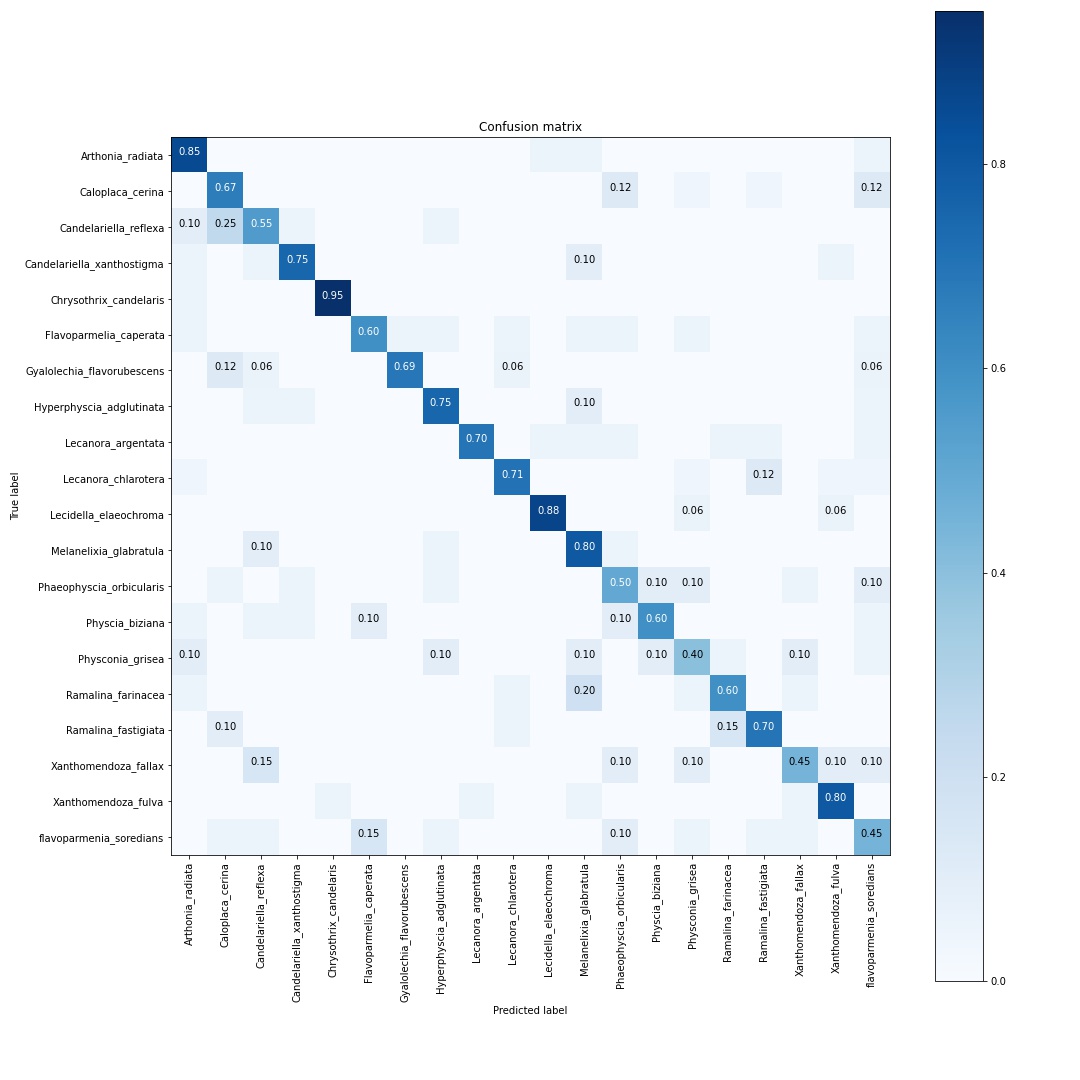 Confusion matrix
Arthonia_radiata 0.85
Caloplaca_cerina 0.67 0.12 0.12
Candelariella_reflexa 0.10 0.25 0.55
Candelariella_xanthostigma 0.75 0.10
Chrysothrix_candelaris 0.95
Flavoparmelia_caperata 0.60
Gyalolechia_flavorubescens 0.12 0.06 0.69 0.06 0.06
Hyperphyscia_adglutinata 0.75 0.10
Lecanora_argentata 0.70
Lecanora_chlarotera 0.71 0.12
Lecidella_elaeochroma 0.88 0.06 0.06
Melanelixia_glabratula 0.10 0.80
Phaeophyscia_orbicularis 0.50 0.10 0.10 0.10
Physcia_biziana 0.10 0.10 0.60
Physconia_grisea 0.10 0.10 0.10 0.10 0.40 0.10
Ramalina_farinacea 0.20 0.60
Ramalina_fastigiata 0.10 0.15 0.70
Xanthomendoza_fallax 0.15 0.10 0.10 0.45 0.10 0.10
Xanthomendoza_fulva 0.80
flavoparmenia_soredians 0.15 0.10 0.45
True label
Arthonia_radiata
Caloplaca_cerina
Candelariella_reflexa
Candelariella_xanthostigma
Chrysothrix_candelaris
Flavoparmelia_caperata
Gyalolechia_flavorubescens
Hyperphyscia_adglutinata
Lecanora_argentata
Lecanora_chlarotera
Lecidella_elaeochroma
Melanelixia_glabratula
Phaeophyscia_orbicularis
Physcia_biziana
Physconia_grisea
Ramalina_farinacea
Ramalina_fastigiata
Xanthomendoza_fallax
Xanthomendoza_fulva
flavoparmenia_soredians
Predicted label
0.8
0.6
0.4
0.2
0.0